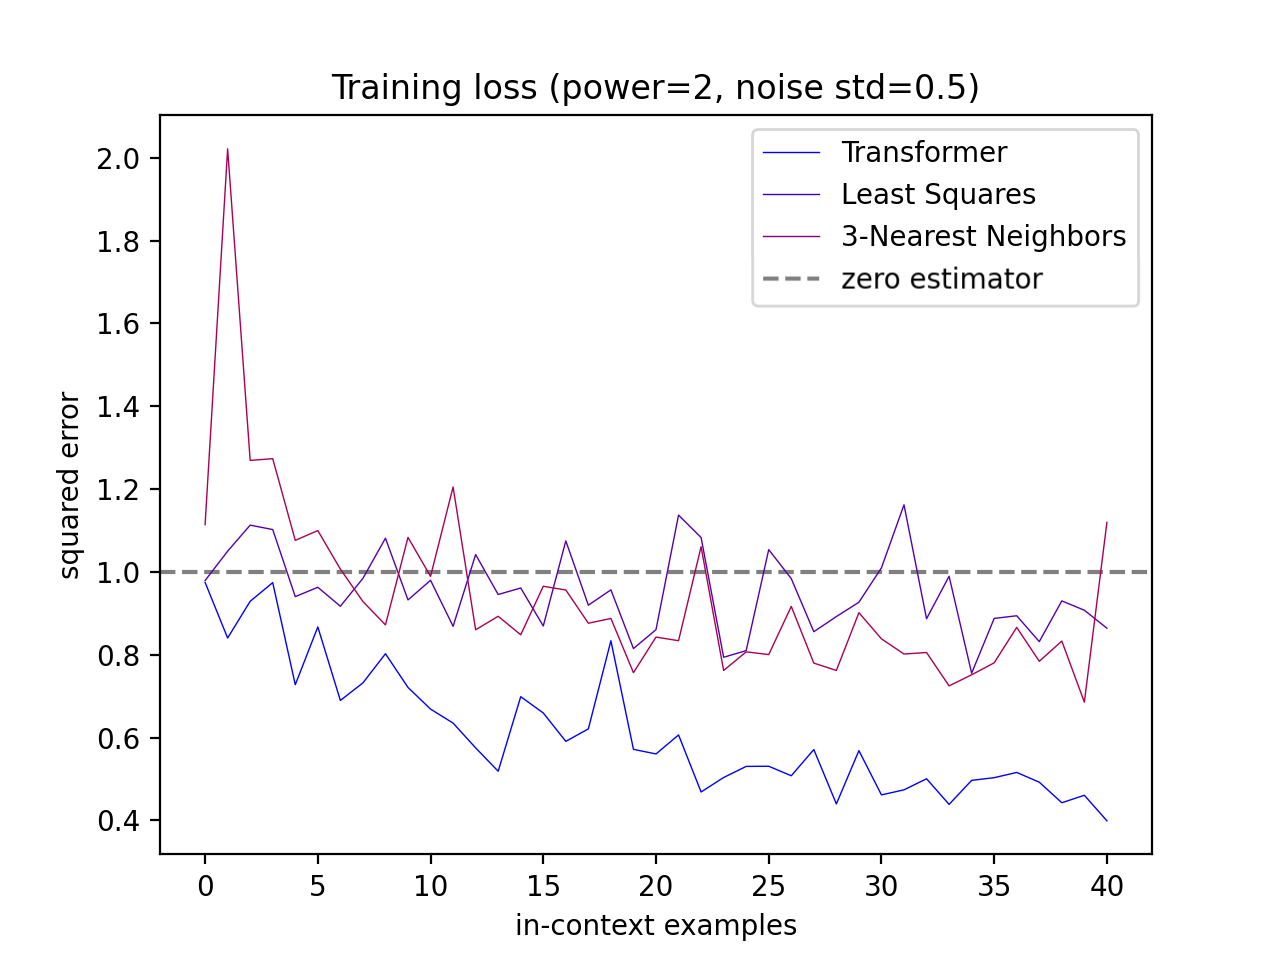 Training loss (power=2, noise std=0.5)
Transformer
Least Squares
3-Nearest Neighbors
zero estimator
squared error
2.0
1.8
1.6
1.4
1.2
1.0
0.8
0.6
0.4
0 5 10 15 20 25 30 35 40
in-context examples